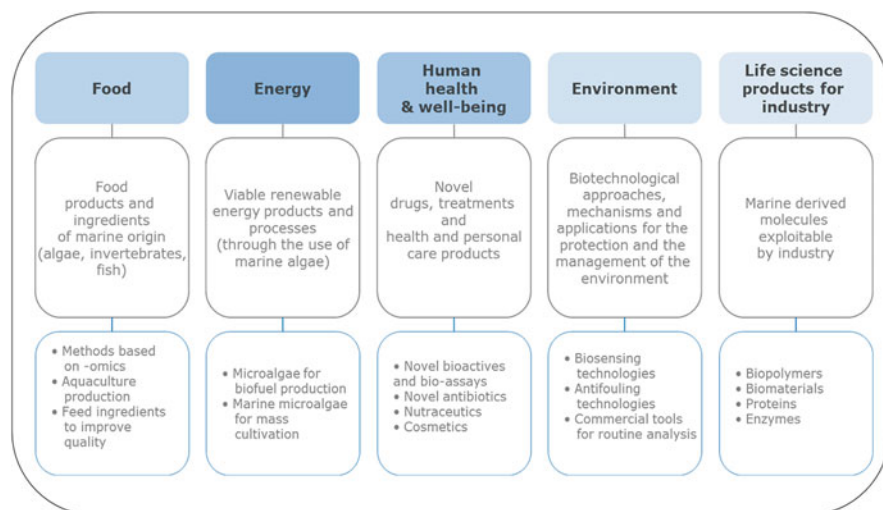 Food
Energy
Human
health
& well-being
Environment
Life science
products for
industry
Food
products and
ingredients
of marine origin
(algae, invertebrates,
fish)
Viable renewable
energy products and
processes
(through the use of
marine algae)
Novel
drugs, treatments
and
health and personal
care products
Biotechnological
approaches,
mechanisms and
applications for the
protection and the
management of the
environment
Marine derived
molecules
exploitable
by industry
• Methods based
on -omics
• Aquaculture
production
• Feed ingredients
to improve
quality
• Microalgae for
biofuel production
• Marine microalgae
for mass
cultivation
• Novel bioactives
and bio-assays
• Novel antibiotics
• Nutraceutics
• Cosmetics
• Biosensing
technologies
• Antifouling
technologies
• Commercial tools
for routine analysis
• Biopolymers
• Biomaterials
• Proteins
• Enzymes